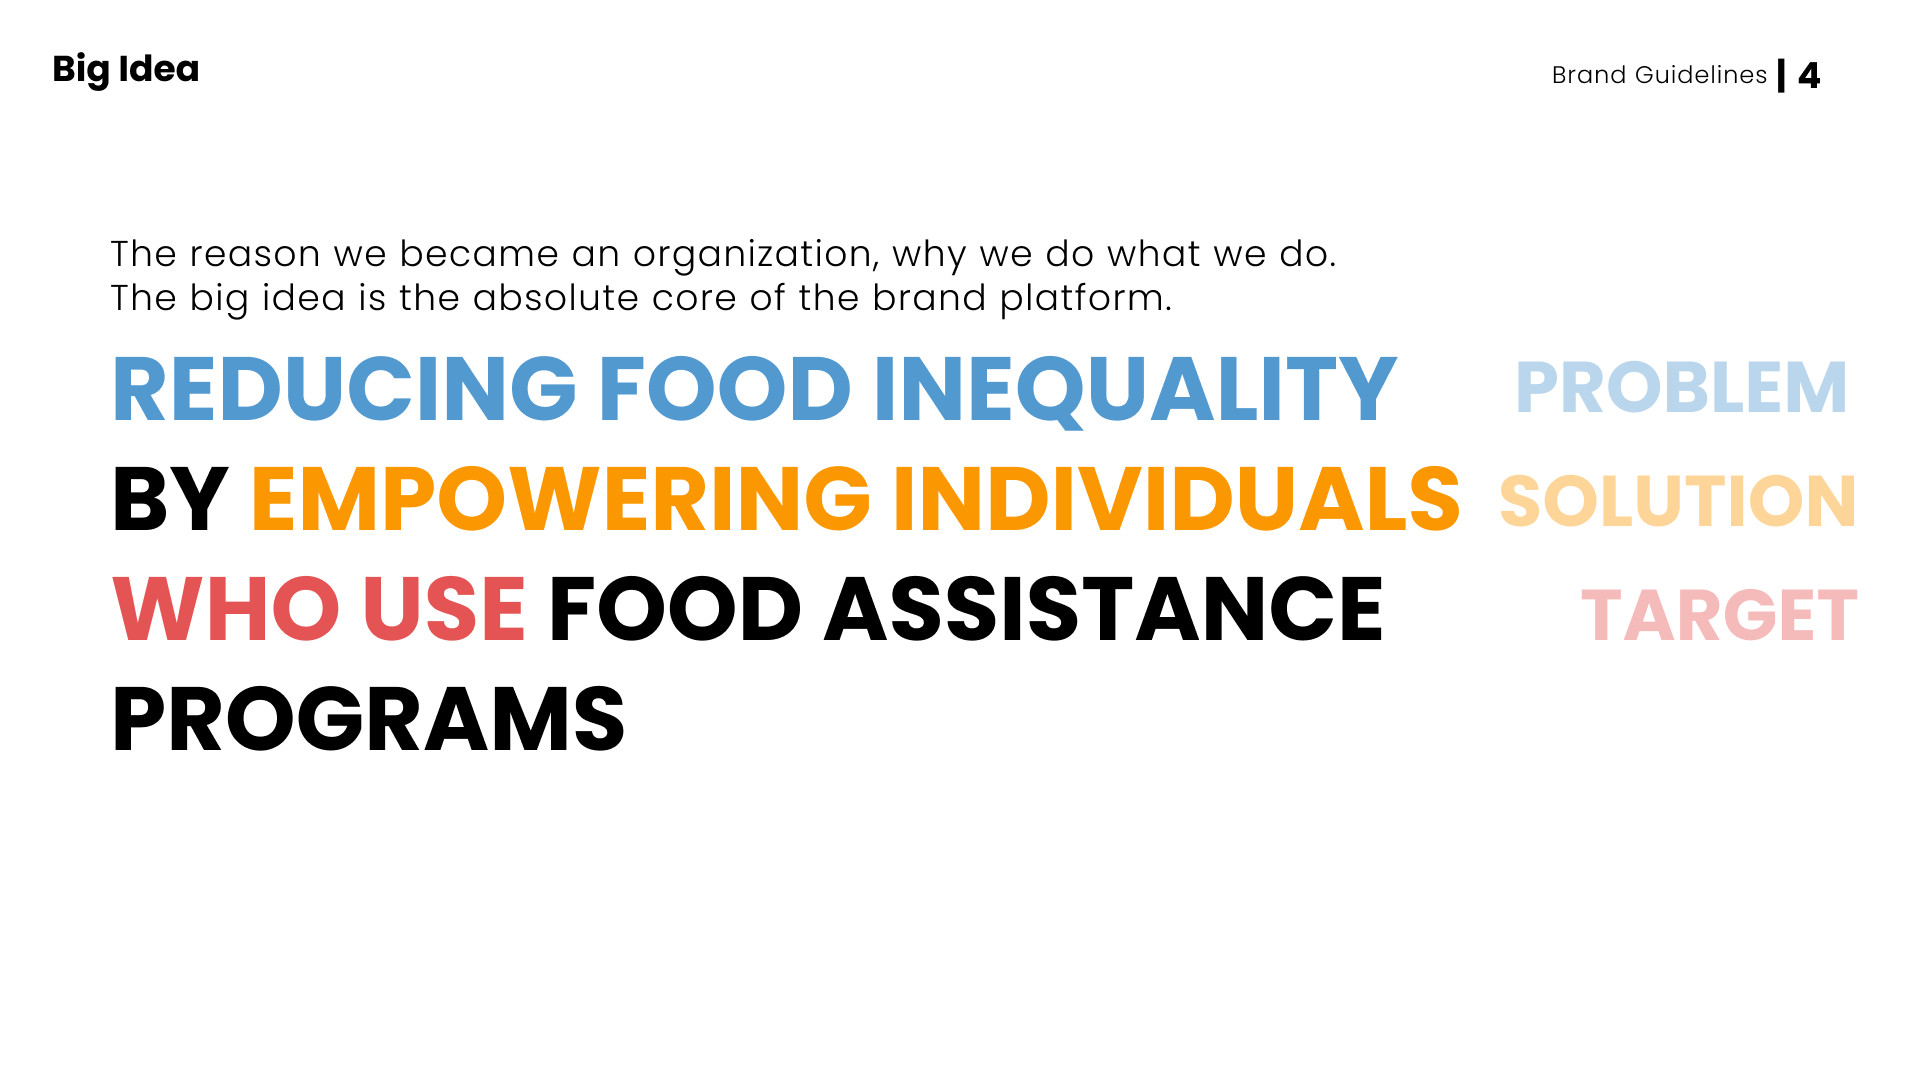 Big Idea
Brand Guidelines | 4
The reason we became an organization, why we do what we do.
The big idea is the absolute core of the brand platform.
REDUCING FOOD INEQUALITY
PROBLEM
BY EMPOWERING INDIVIDUALS
SOLUTION
WHO USE FOOD ASSISTANCE
TARGET
PROGRAMS